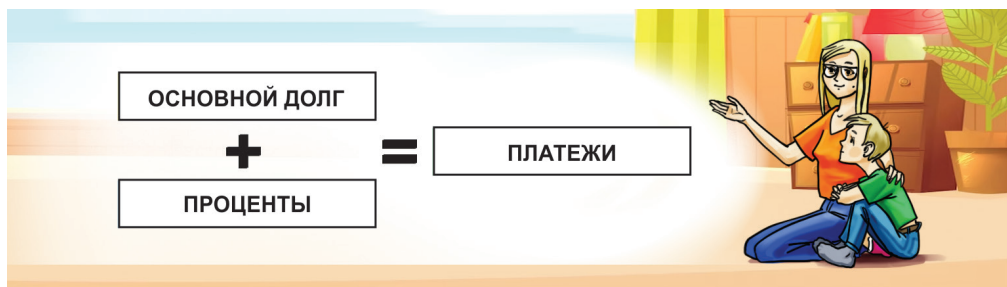 ОСНОВНОЙ ДОЛГ
+
=
ПЛАТЕЖИ
ПРОЦЕНТЫ